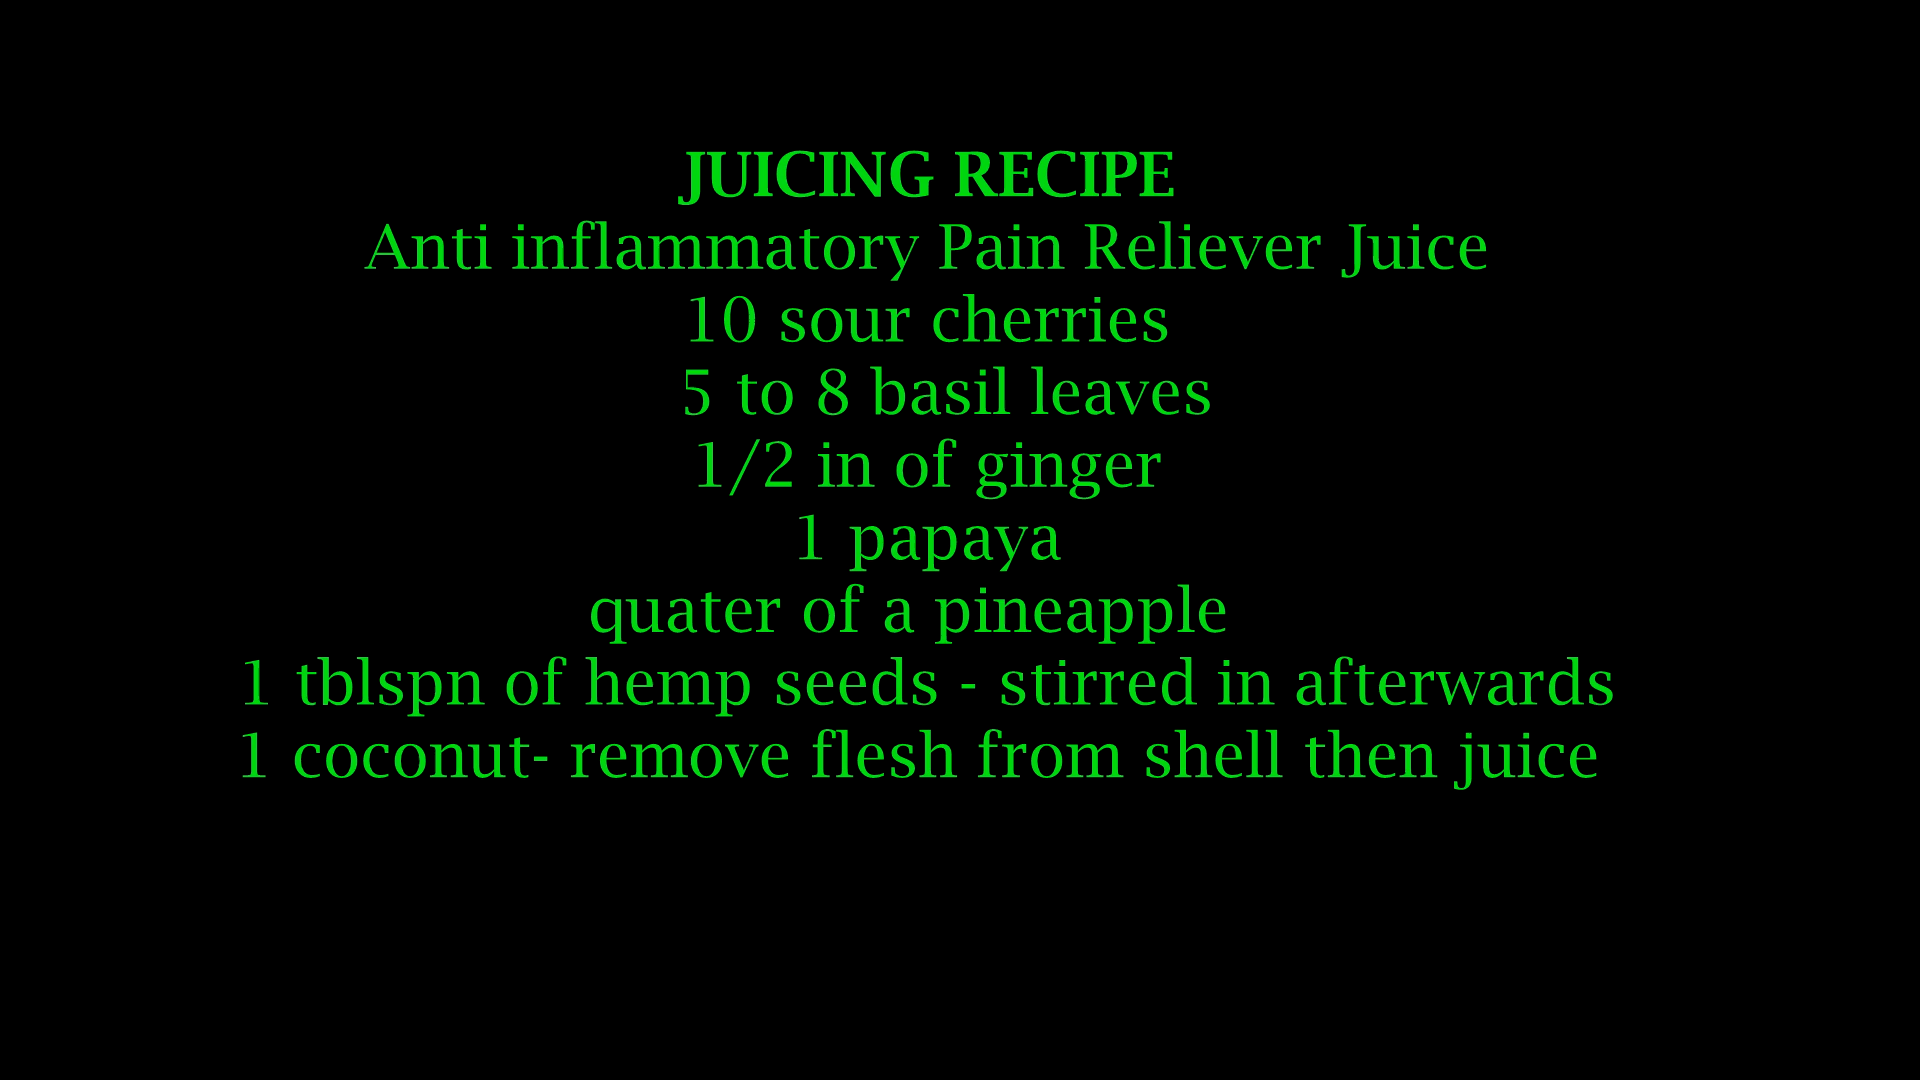 JUICING RECIPE
Anti inflammatory Pain Reliever Juice
10 sour cherries
5 to 8 basil leaves
1/2 in of ginger
1 papaya
quater of a pineapple
1 tblspn of hemp seeds - stirred in afterwards
1 coconut- remove flesh from shell then juice